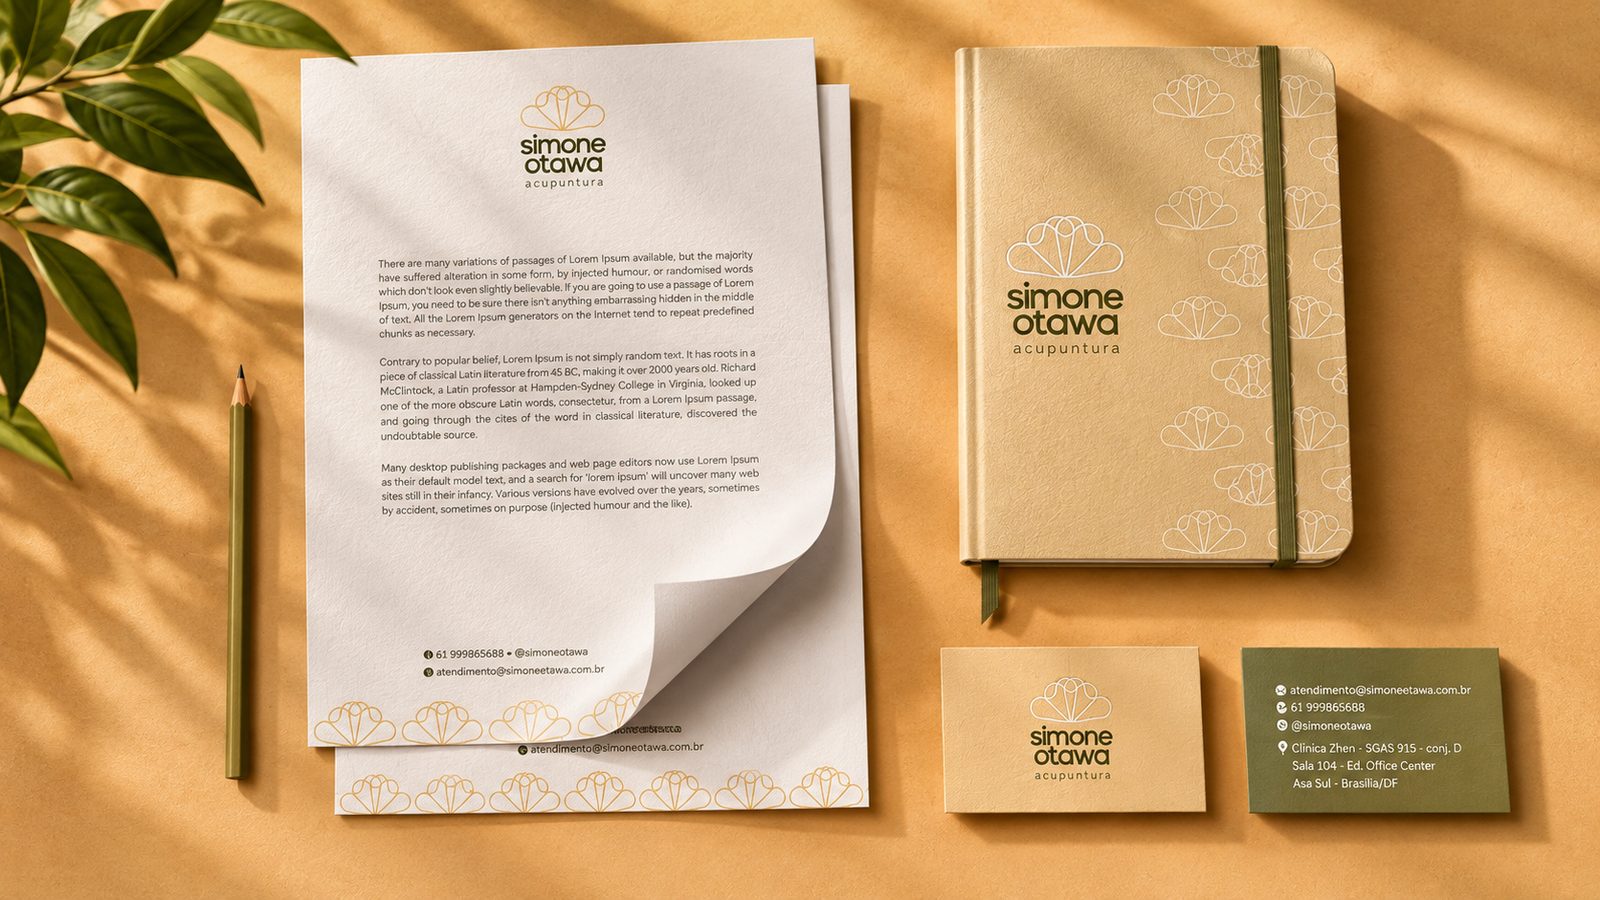 simone
otawa
acupuntura
There are many variations of passages of Lorem Ipsum available, but the majority
have suffered alteration in some form, by injected humour, or randomised words
which don't look even slightly believable. If you are going to use a passage of Lorem
Ipsum, you need to be sure there isn't anything embarrassing hidden in the middle
of text. All the Lorem Ipsum generators on the Internet tend to repeat predefined
chunks as necessary.
Contrary to popular belief, Lorem Ipsum is not simply random text. It has roots in a
piece of classical Latin literature from 45 BC, making it over 2000 years old. Richard
McClintock, a Latin professor at Hampden-Sydney College in Virginia, looked up
one of the more obscure Latin words, consectetur, from a Lorem Ipsum passage,
and going through the cites of the word in classical literature, discovered the
undoubtable source.
Many desktop publishing packages and web page editors now use Lorem Ipsum
as their default model text, and a search for 'lorem ipsum' will uncover many web
sites still in their infancy. Various versions have evolved over the years, sometimes
by accident, sometimes on purpose (injected humour and the like).
61 999865688 • @simoneotawa
atendimento@simoneetawa.com.br
atendimento@simoneetawa.com.br
simone
otawa
acupuntura
simone
otawa
acupuntura
atendimento@simoneetawa.com.br
61 999865688
@simoneotawa
Clínica Zhen - SGAS 915 - conj. D
Sala 104 - Ed. Office Center
Asa Sul - Brasília/DF